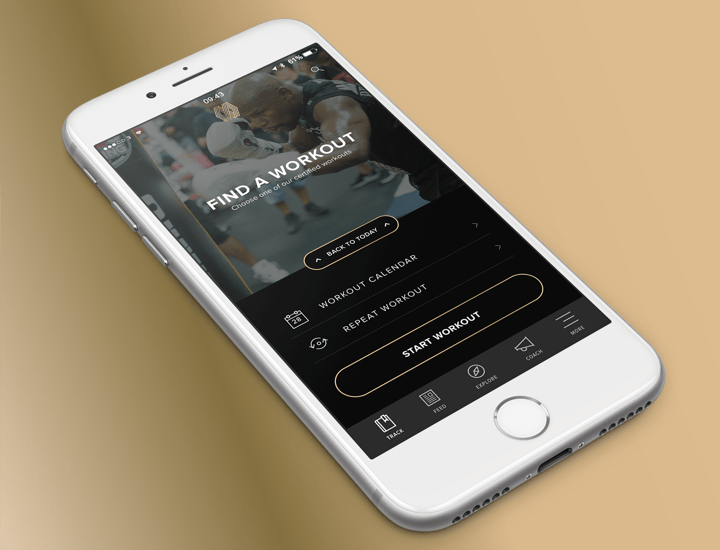 09:43
61%
FIND A WORKOUT
Choose one of our certified workouts
BACK TO TODAY
28
WORKOUT CALENDAR
REPEAT WORKOUT
START WORKOUT
TRACK
FEED
EXPLORE
COACH
MORE